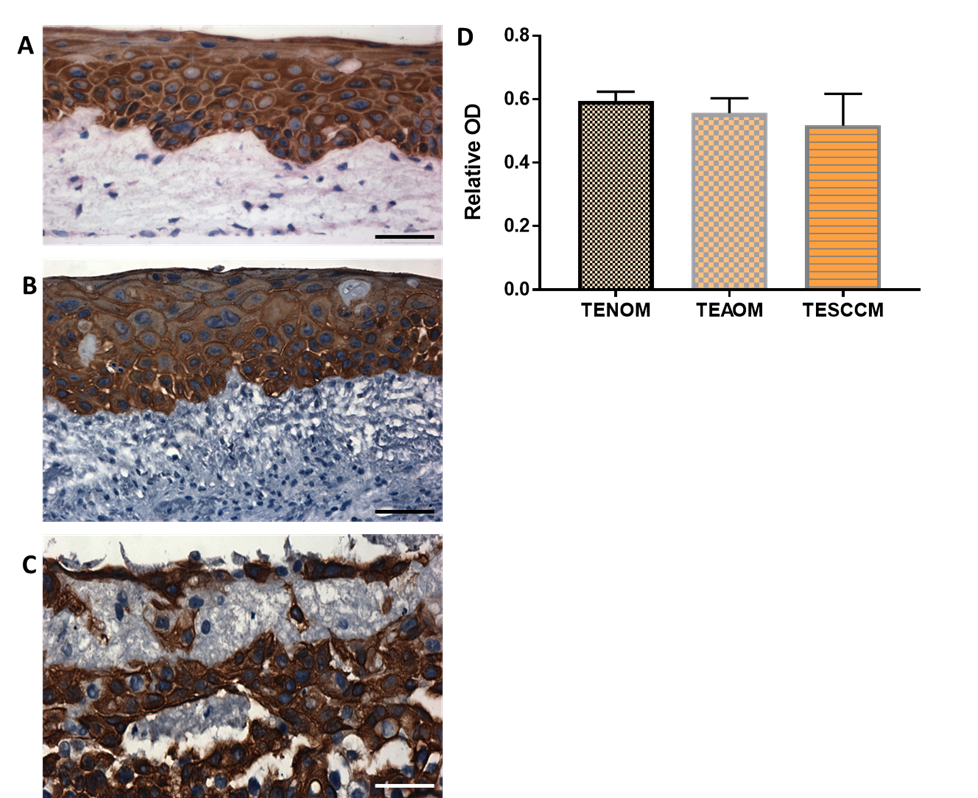 A
B
C
D
Relative OD
0.8
0.6
0.4
0.2
0.0
TENOM TEAOM TESCCM